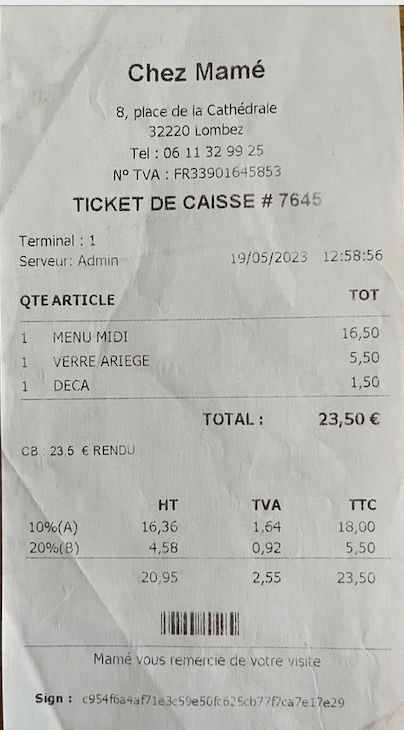 Chez Mamé
8, place de la Cathédrale
32220 Lombez
Tel : 06 11 32 99 25
N° TVA : FR33901645853
TICKET DE CAISSE # 7645
Terminal : 1
Serveur: Admin 19/05/2023 12:58:56
QTE ARTICLE TOT
1 MENU MIDI 16,50
1 VERRE ARIEGE 5,50
1 DECA 1,50
TOTAL : 23,50 €
CB : 23.5 € RENDU
HT TVA TTC
10%(A) 16,36 1,64 18,00
20%(B) 4,58 0,92 5,50
20,95 2,55 23,50
Mamé vous remercie de votre visite
Sign : c954f6a4af71e3c59e50fc625cb77f7ca7e17e29